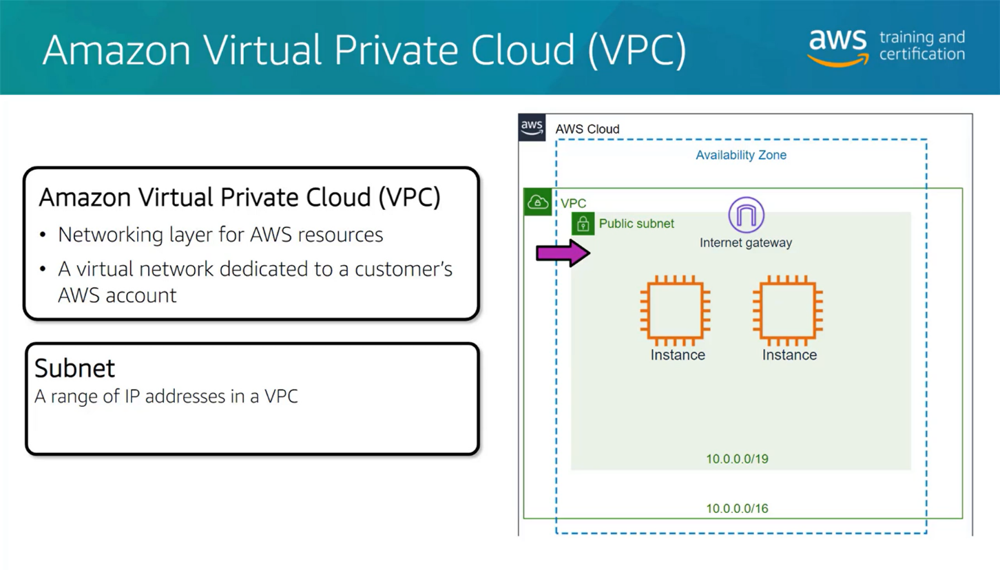 Amazon Virtual Private Cloud (VPC)
aws training and
certification
Amazon Virtual Private Cloud (VPC)
• Networking layer for AWS resources
• A virtual network dedicated to a customer’s
AWS account
Subnet
A range of IP addresses in a VPC
aws
AWS Cloud
Availability Zone
VPC
Public subnet
Internet gateway
Instance
Instance
10.0.0.0/19
10.0.0.0/16